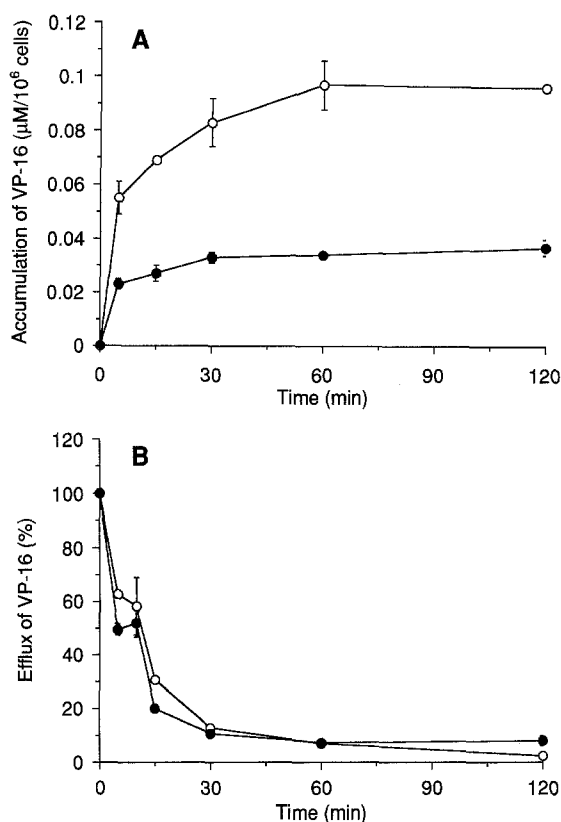 A
Accumulation of VP-16 (μM/10⁶ cells)
0.12
0.1
0.08
0.06
0.04
0.02
0
0 30 60 90 120
Time (min)
B
Efflux of VP-16 (%)
120
100
80
60
40
20
0
0 30 60 90 120
Time (min)